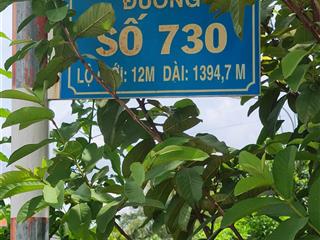 ĐƯỜNG
SỐ 730
LỘ GIỚI: 12M DÀI: 1394,7 M